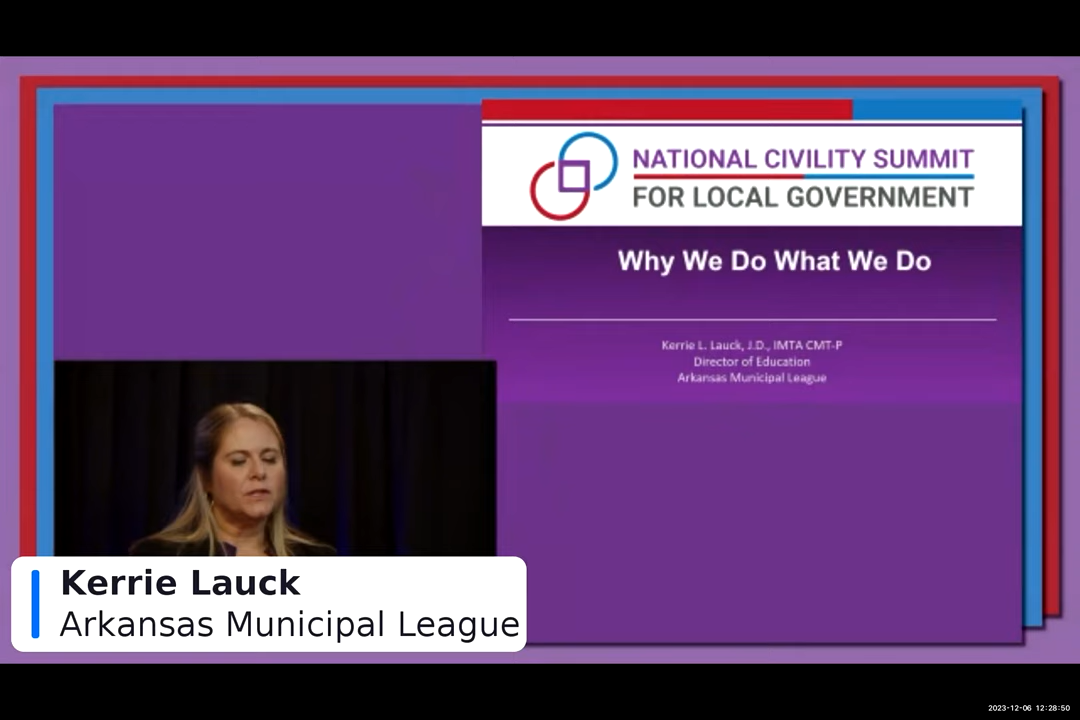 NATIONAL CIVILITY SUMMIT
FOR LOCAL GOVERNMENT
Why We Do What We Do
Kerrie L. Lauck, J.D., IMTA CMT-P
Director of Education
Arkansas Municipal League
Kerrie Lauck
Arkansas Municipal League
2023-12-06 12:28:50